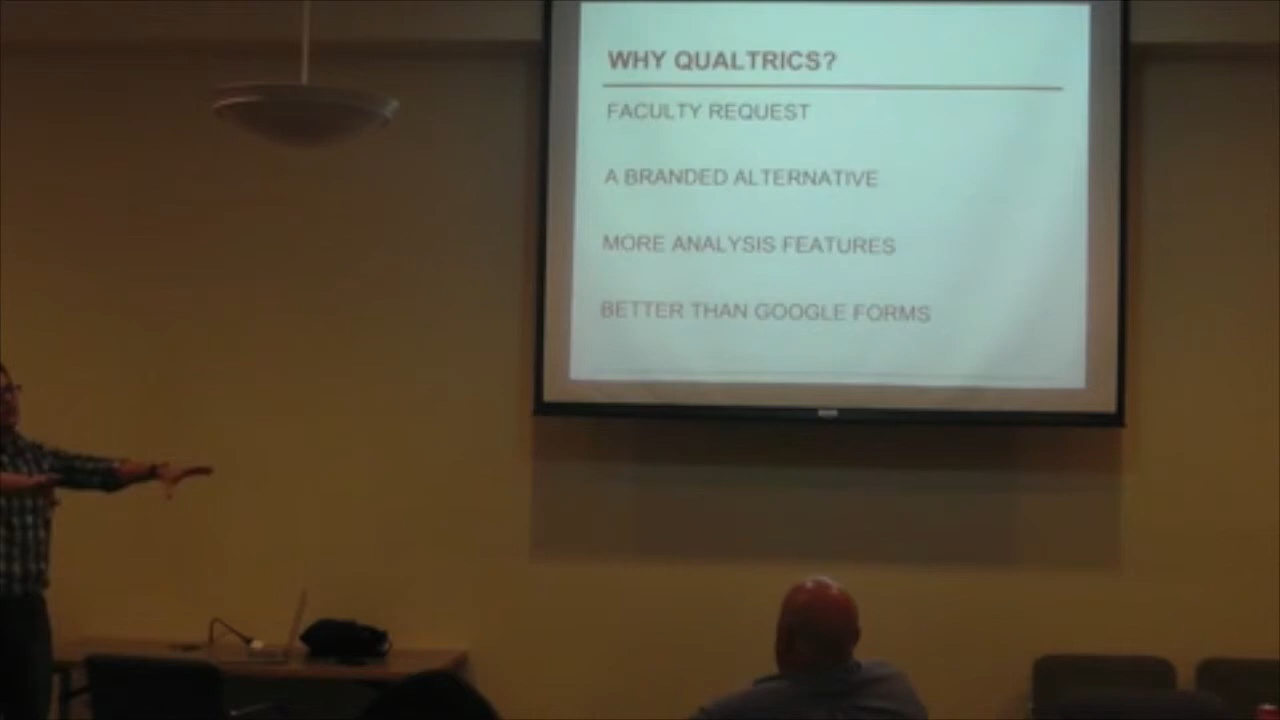 WHY QUALTRICS?
FACULTY REQUEST
A BRANDED ALTERNATIVE
MORE ANALYSIS FEATURES
BETTER THAN GOOGLE FORMS